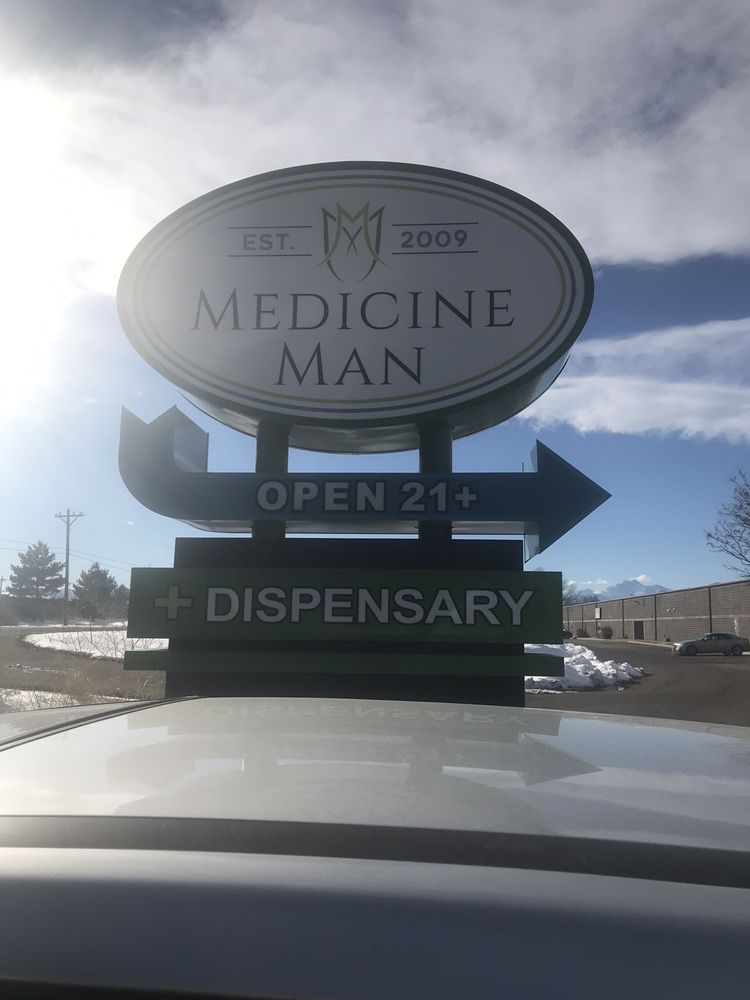 EST. 2009
MEDICINE
MAN
OPEN 21+
+ DISPENSARY